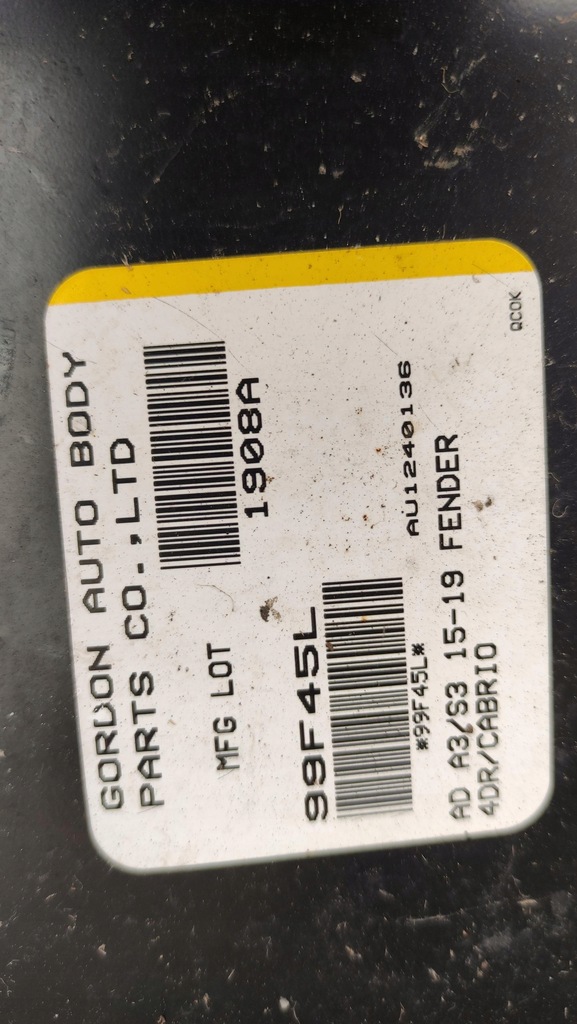 GORDON AUTO BODY
PARTS CO.,LTD
MFG LOT
1908A
99F45L
*99F45L*
AU1240136
AD A3/S3 15-19 FENDER
4DR/CABRIO
QCOK